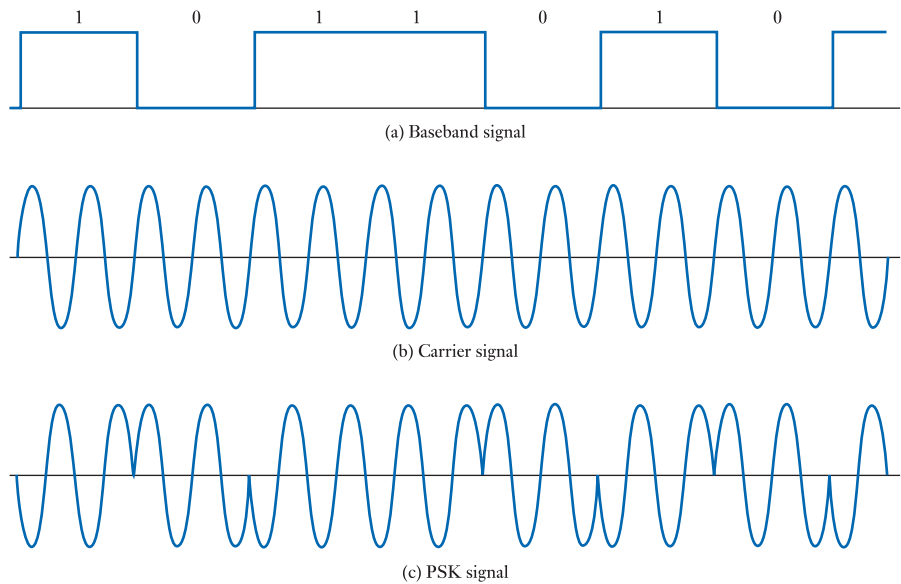 1 0 1 1 0 1 0
(a) Baseband signal
(b) Carrier signal
(c) PSK signal